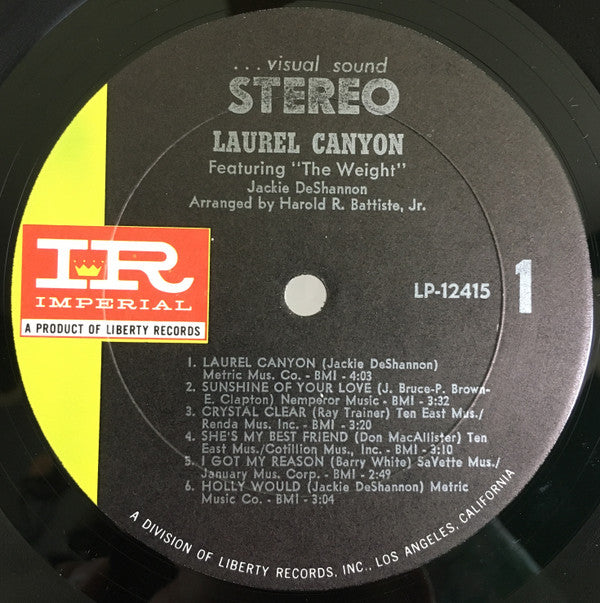 ...visual sound
STEREO
LAUREL CANYON
Featuring "The Weight"
Jackie DeShannon
Arranged by Harold R. Battiste, Jr.
IR
IMPERIAL
A PRODUCT OF LIBERTY RECORDS
LP-12415
1
1. LAUREL CANYON (Jackie DeShannon)
Metric Mus. Co. - BMI - 4:03
2. SUNSHINE OF YOUR LOVE (J. Bruce-P. Brown-
E. Clapton) Nemperor Music - BMI - 3:32
3. CRYSTAL CLEAR (Ray Trainer) Ten East Mus./
Renda Mus. Inc. - BMI - 3:20
4. SHE'S MY BEST FRIEND (Don MacAllister) Ten
East Mus./Cotillion Mus., Inc. - BMI - 3:10
5. I GOT MY REASON (Barry White) SaVette Mus./
January Mus. Corp. - BMI - 2:49
6. HOLLY WOULD (Jackie DeShannon) Metric
Music Co. - BMI - 3:04
A DIVISION OF LIBERTY RECORDS, INC., LOS ANGELES, CALIFORNIA